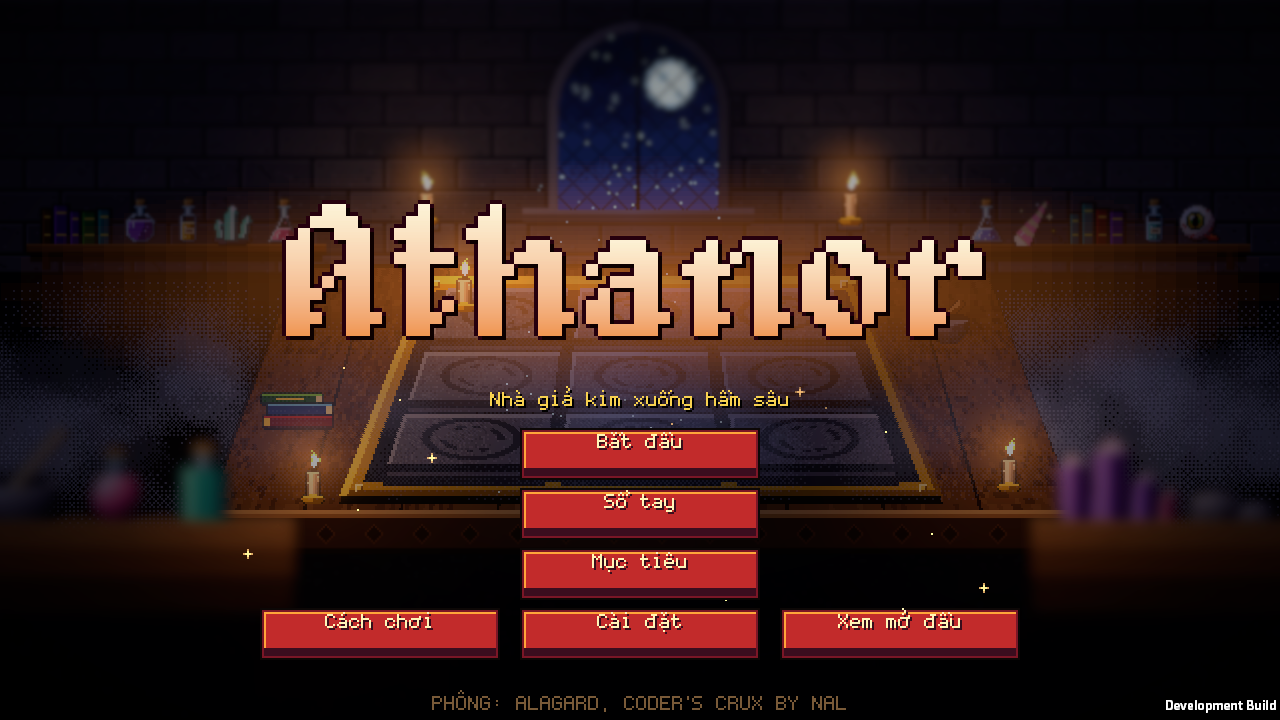 Athanor
Nhà giả kim xuống hầm sâu
Bắt đầu
Sổ tay
Mục tiêu
Cách chơi
Cài đặt
Xem mở đầu
PHÔNG: ALAGARD, CODER'S CRUX BY NAL
Development Build